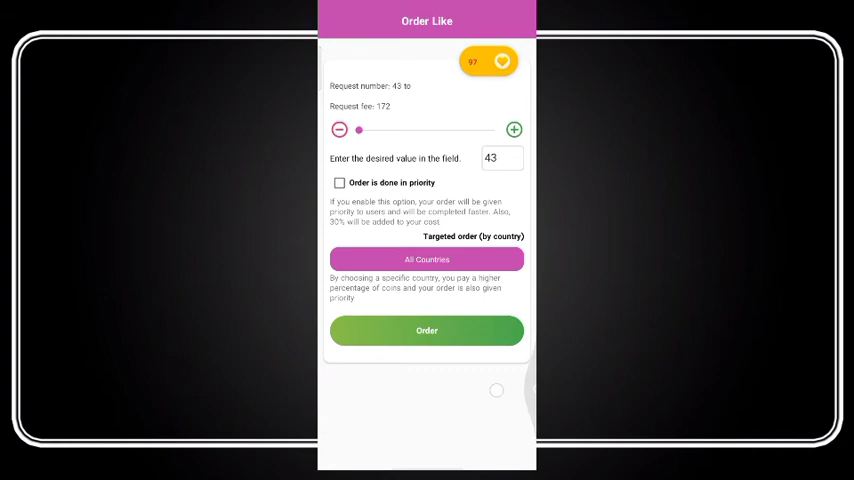 Order Like
97
Request number: 43 to
Request fee: 172
Enter the desired value in the field.
43
Order is done in priority
If you enable this option, your order will be given
priority to users and will be completed faster. Also,
30% will be added to your cost
Targeted order (by country)
All Countries
By choosing a specific country, you pay a higher
percentage of coins and your order is also given
priority
Order